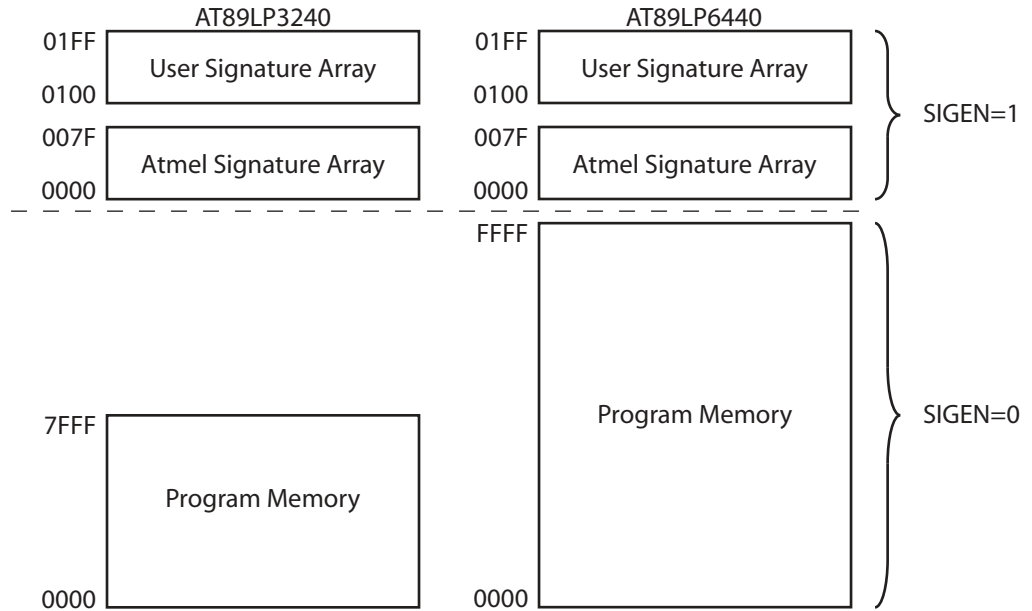 AT89LP3240
AT89LP6440
01FF
User Signature Array
0100
01FF
User Signature Array
0100
SIGEN=1
007F
Atmel Signature Array
0000
007F
Atmel Signature Array
0000
FFFF
Program Memory
0000
SIGEN=0
7FFF
Program Memory
0000